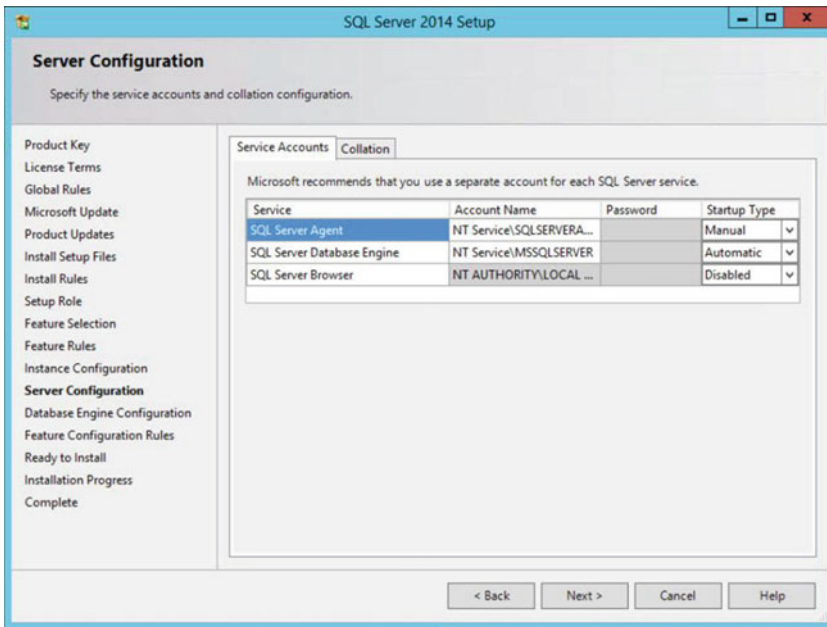 SQL Server 2014 Setup
Server Configuration
Specify the service accounts and collation configuration.
Product Key
License Terms
Global Rules
Microsoft Update
Product Updates
Install Setup Files
Install Rules
Setup Role
Feature Selection
Feature Rules
Instance Configuration
Server Configuration
Database Engine Configuration
Feature Configuration Rules
Ready to Install
Installation Progress
Complete
Service Accounts Collation
Microsoft recommends that you use a separate account for each SQL Server service.
Service Account Name Password Startup Type
SQL Server Agent NT Service\SQLSERVERA... Manual
SQL Server Database Engine NT Service\MSSQLSERVER Automatic
SQL Server Browser NT AUTHORITY\LOCAL ... Disabled
< Back Next > Cancel Help